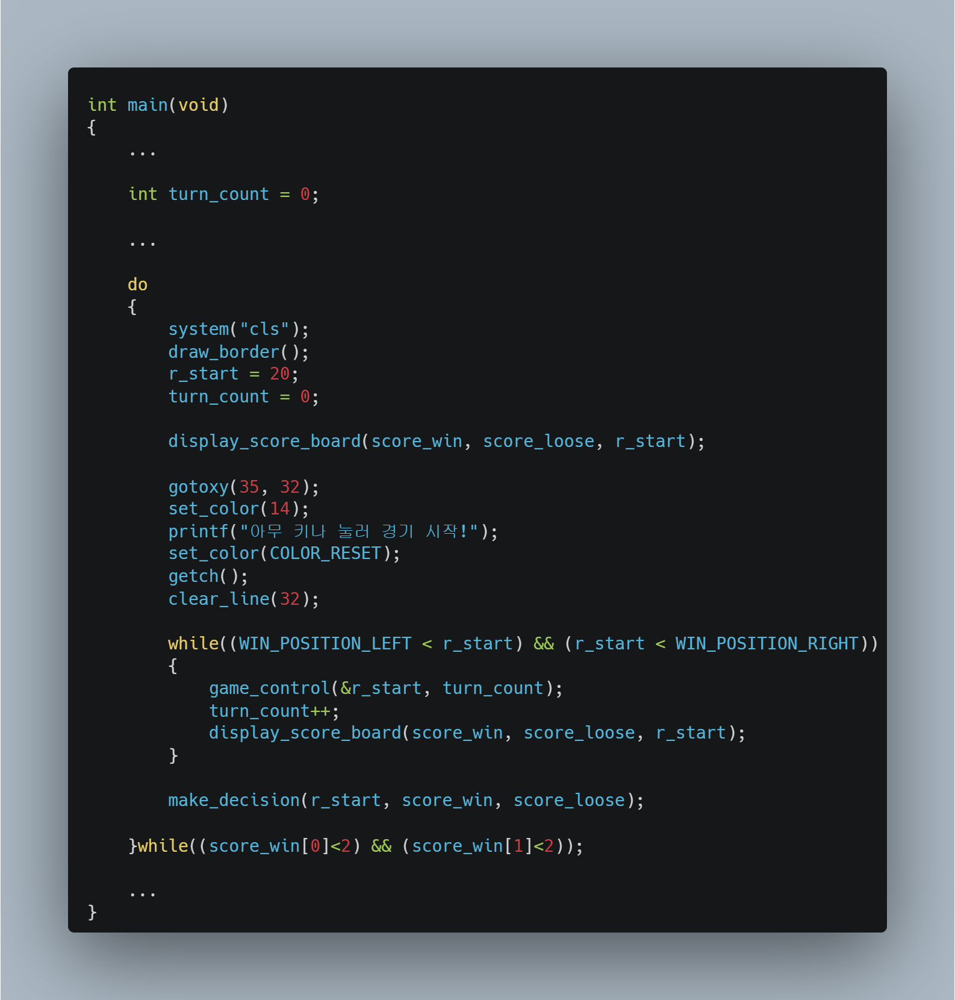 int main(void)
{
    ...

    int turn_count = 0;

    ...

    do
    {
        system("cls");
        draw_border();
        r_start = 20;
        turn_count = 0;

        display_score_board(score_win, score_loose, r_start);

        gotoxy(35, 32);
        set_color(14);
        printf("아무 키나 눌러 경기 시작!");
        set_color(COLOR_RESET);
        getch();
        clear_line(32);

        while((WIN_POSITION_LEFT < r_start) && (r_start < WIN_POSITION_RIGHT))
        {
            game_control(&r_start, turn_count);
            turn_count++;
            display_score_board(score_win, score_loose, r_start);
        }

        make_decision(r_start, score_win, score_loose);

    }while((score_win[0]<2) && (score_win[1]<2));

    ...
}